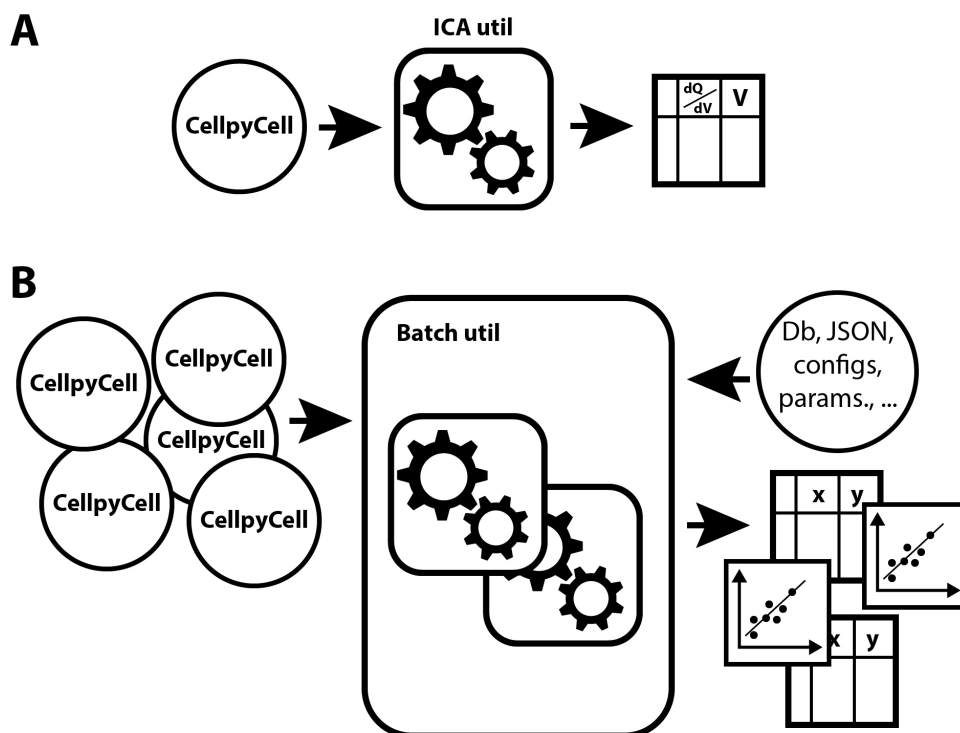 A
ICA util
CellpyCell
dQ
dV
V
B
Batch util
CellpyCell
CellpyCell
CellpyCell
CellpyCell
CellpyCell
Db, JSON,
configs,
params., ...
x y
x y